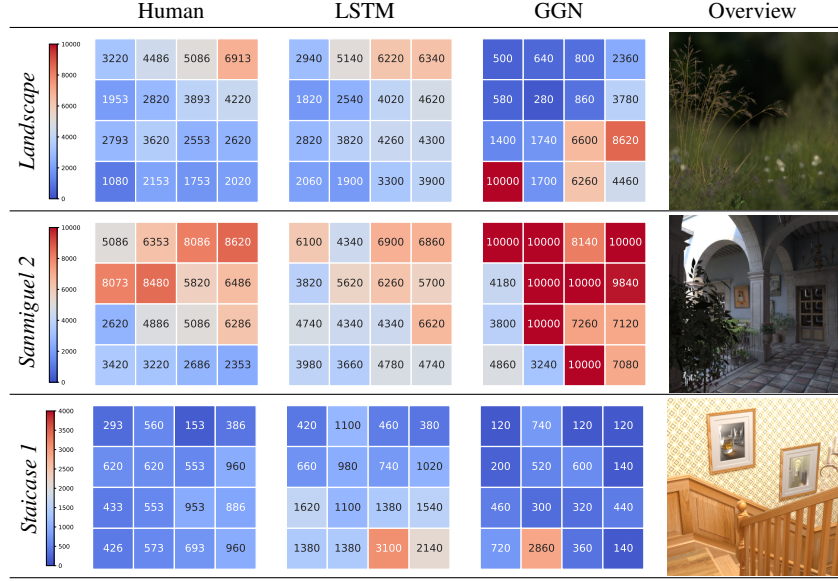 Human LSTM GGN Overview
Landscape
10000
8000
6000
4000
2000
0
3220 4486 5086 6913
1953 2820 3893 4220
2793 3620 2553 2620
1080 2153 1753 2020
2940 5140 6220 6340
1820 2540 4020 4620
2820 3820 4260 4300
2060 1900 3300 3900
500 640 800 2360
580 280 860 3780
1400 1740 6600 8620
10000 1700 6260 4460
Sanmiguel 2
10000
8000
6000
4000
2000
0
5086 6353 8086 8620
8073 8480 5820 6486
2620 4886 5086 6286
3420 3220 2686 2353
6100 4340 6900 6860
3820 5620 6260 5700
4740 4340 4340 6620
3980 3660 4780 4740
10000 10000 8140 10000
4180 10000 10000 9840
3800 10000 7260 7120
4860 3240 10000 7080
Staicase 1
4000
3500
3000
2500
2000
1500
1000
500
0
293 560 153 386
620 620 553 960
433 553 953 886
426 573 693 960
420 1100 460 380
660 980 740 1020
1620 1100 1380 1540
1380 1380 3100 2140
120 740 120 120
200 520 600 140
460 300 320 440
720 2860 360 140